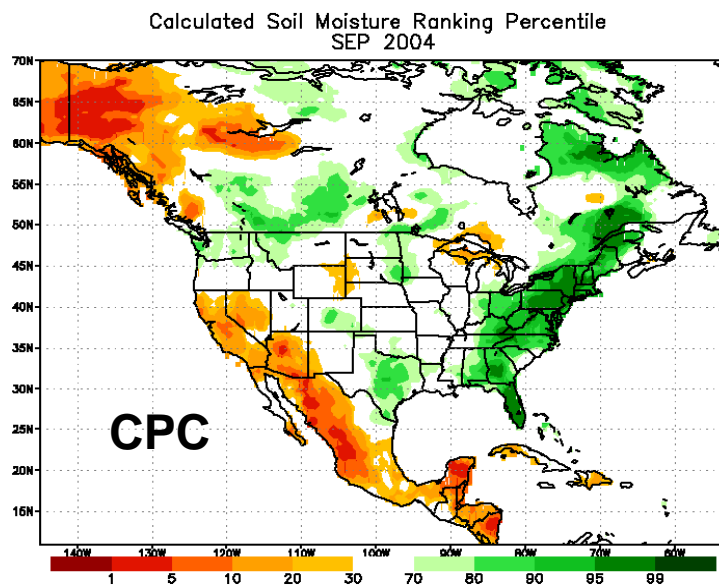 Calculated Soil Moisture Ranking Percentile
SEP 2004
70N
65N
60N
55N
50N
45N
40N
35N
30N
25N
20N
15N
CPC
140W 130W 120W 110W 100W 90W 80W 70W 60W
1 5 10 20 30 70 80 90 95 99